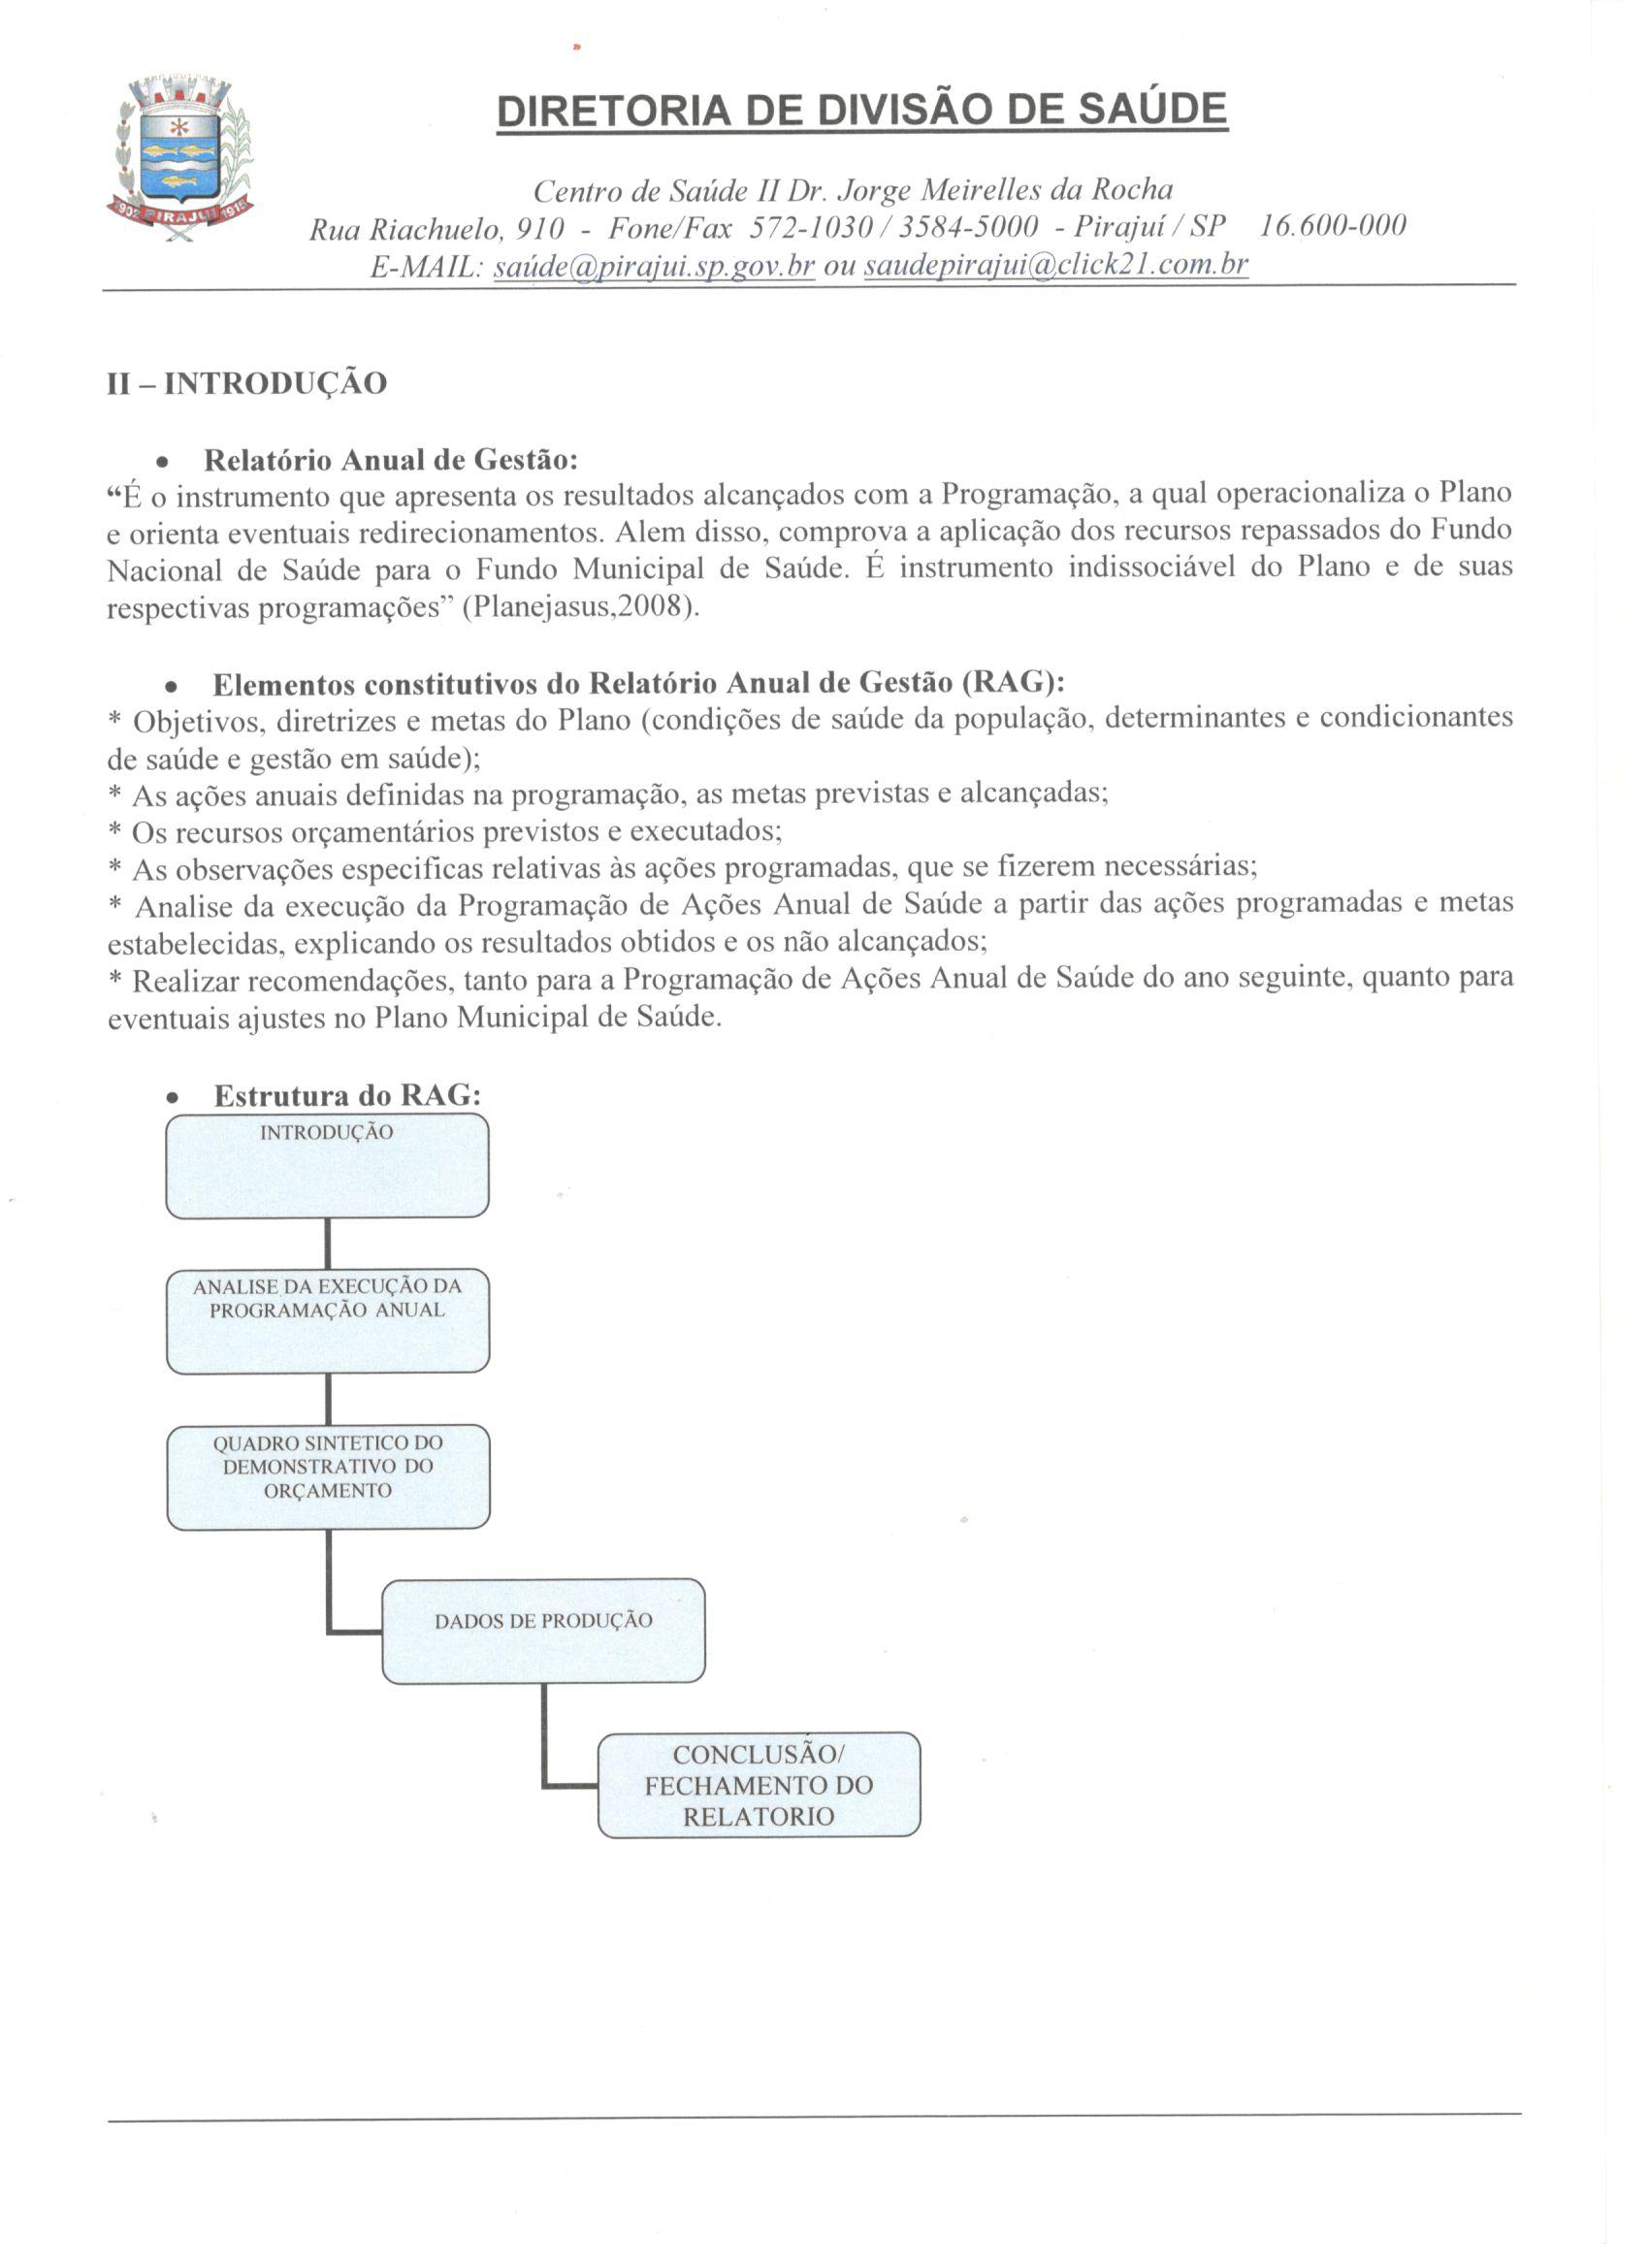 DIRETORIA DE DIVISÃO DE SAÚDE
Centro de Saúde II Dr. Jorge Meirelles da Rocha
Rua Riachuelo, 910 - Fone/Fax 572-1030 / 3584-5000 - Pirajuí / SP 16.600-000
E-MAIL: saúde@pirajui.sp.gov.br ou saudepirajui@click21.com.br
PIRAJUI 1915
II – INTRODUÇÃO
• Relatório Anual de Gestão:
“É o instrumento que apresenta os resultados alcançados com a Programação, a qual operacionaliza o Plano
e orienta eventuais redirecionamentos. Alem disso, comprova a aplicação dos recursos repassados do Fundo
Nacional de Saúde para o Fundo Municipal de Saúde. É instrumento indissociável do Plano e de suas
respectivas programações” (Planejasus,2008).
• Elementos constitutivos do Relatório Anual de Gestão (RAG):
* Objetivos, diretrizes e metas do Plano (condições de saúde da população, determinantes e condicionantes
de saúde e gestão em saúde);
* As ações anuais definidas na programação, as metas previstas e alcançadas;
* Os recursos orçamentários previstos e executados;
* As observações especificas relativas às ações programadas, que se fizerem necessárias;
* Analise da execução da Programação de Ações Anual de Saúde a partir das ações programadas e metas
estabelecidas, explicando os resultados obtidos e os não alcançados;
* Realizar recomendações, tanto para a Programação de Ações Anual de Saúde do ano seguinte, quanto para
eventuais ajustes no Plano Municipal de Saúde.
• Estrutura do RAG:
INTRODUÇÃO
ANALISE DA EXECUÇÃO DA
PROGRAMAÇÃO ANUAL
QUADRO SINTETICO DO
DEMONSTRATIVO DO
ORÇAMENTO
DADOS DE PRODUÇÃO
CONCLUSÃO/
FECHAMENTO DO
RELATORIO